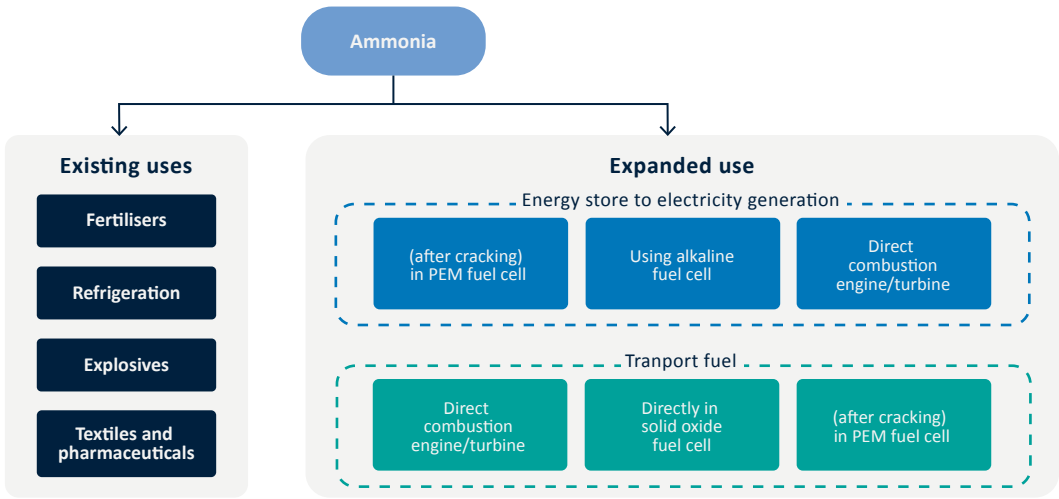 Ammonia
Existing uses
Fertilisers
Refrigeration
Explosives
Textiles and
pharmaceuticals
Expanded use
Energy store to electricity generation
(after cracking)
in PEM fuel cell
Using alkaline
fuel cell
Direct
combustion
engine/turbine
Tranport fuel
Direct
combustion
engine/turbine
Directly in
solid oxide
fuel cell
(after cracking)
in PEM fuel cell